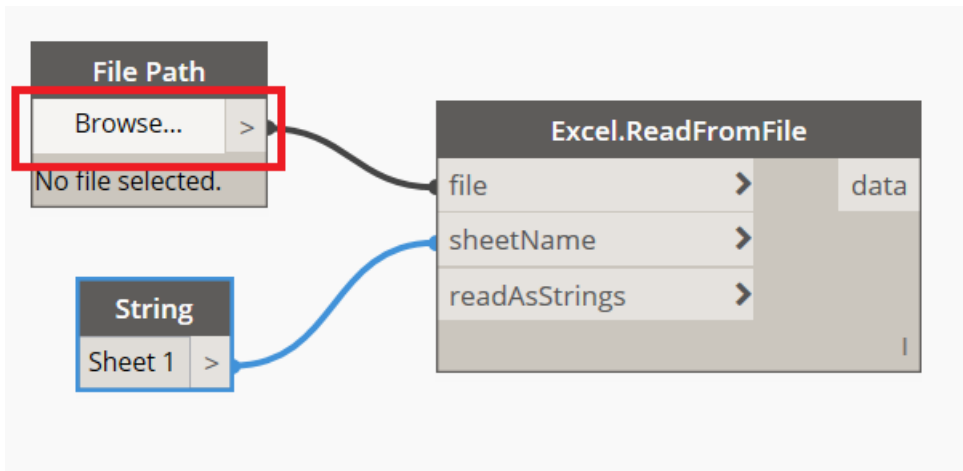 File Path
Browse... >
No file selected.
String
Sheet 1 >
Excel.ReadFromFile
file > data
sheetName >
readAsStrings >
l